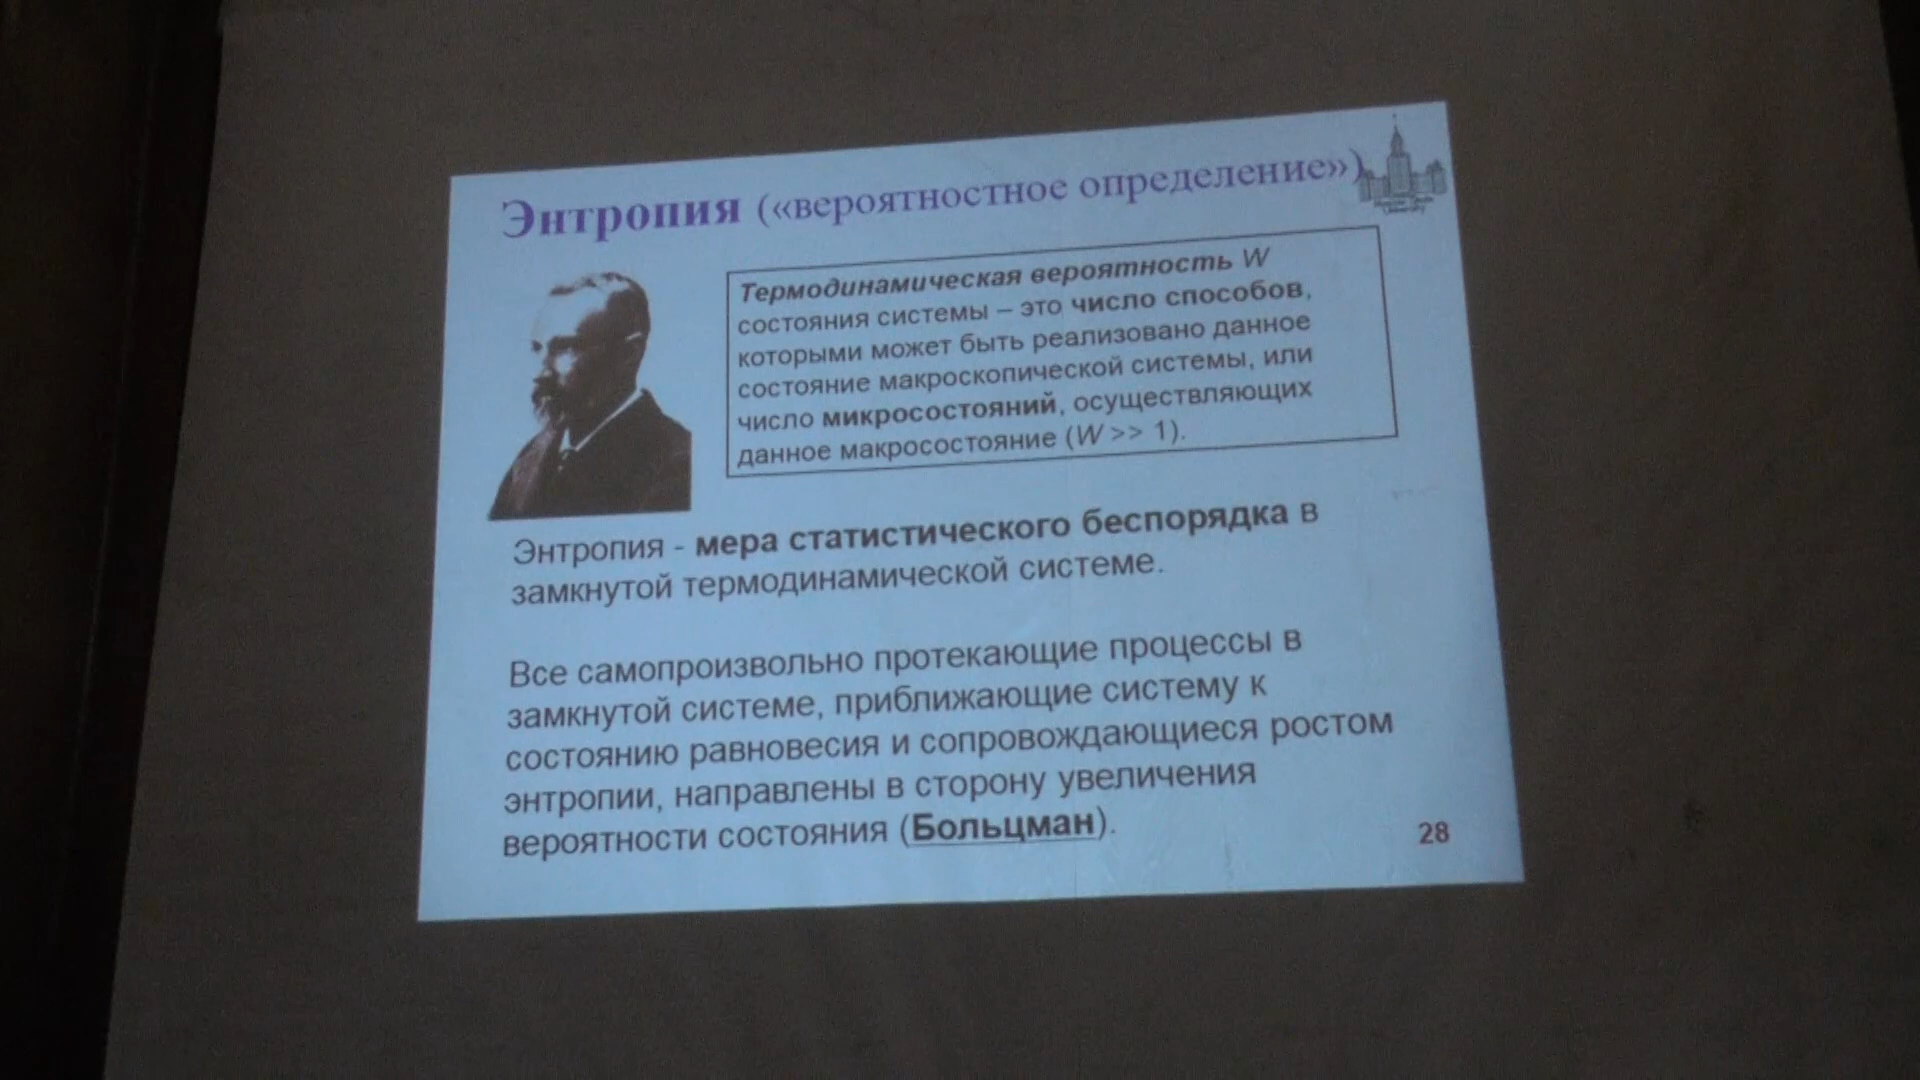 Энтропия («вероятностное определение»)
Термодинамическая вероятность W
состояния системы – это число способов,
которыми может быть реализовано данное
состояние макроскопической системы, или
число микросостояний, осуществляющих
данное макросостояние (W >> 1).
Энтропия - мера статистического беспорядка в
замкнутой термодинамической системе.
Все самопроизвольно протекающие процессы в
замкнутой системе, приближающие систему к
состоянию равновесия и сопровождающиеся ростом
энтропии, направлены в сторону увеличения
вероятности состояния (Больцман).
28
University